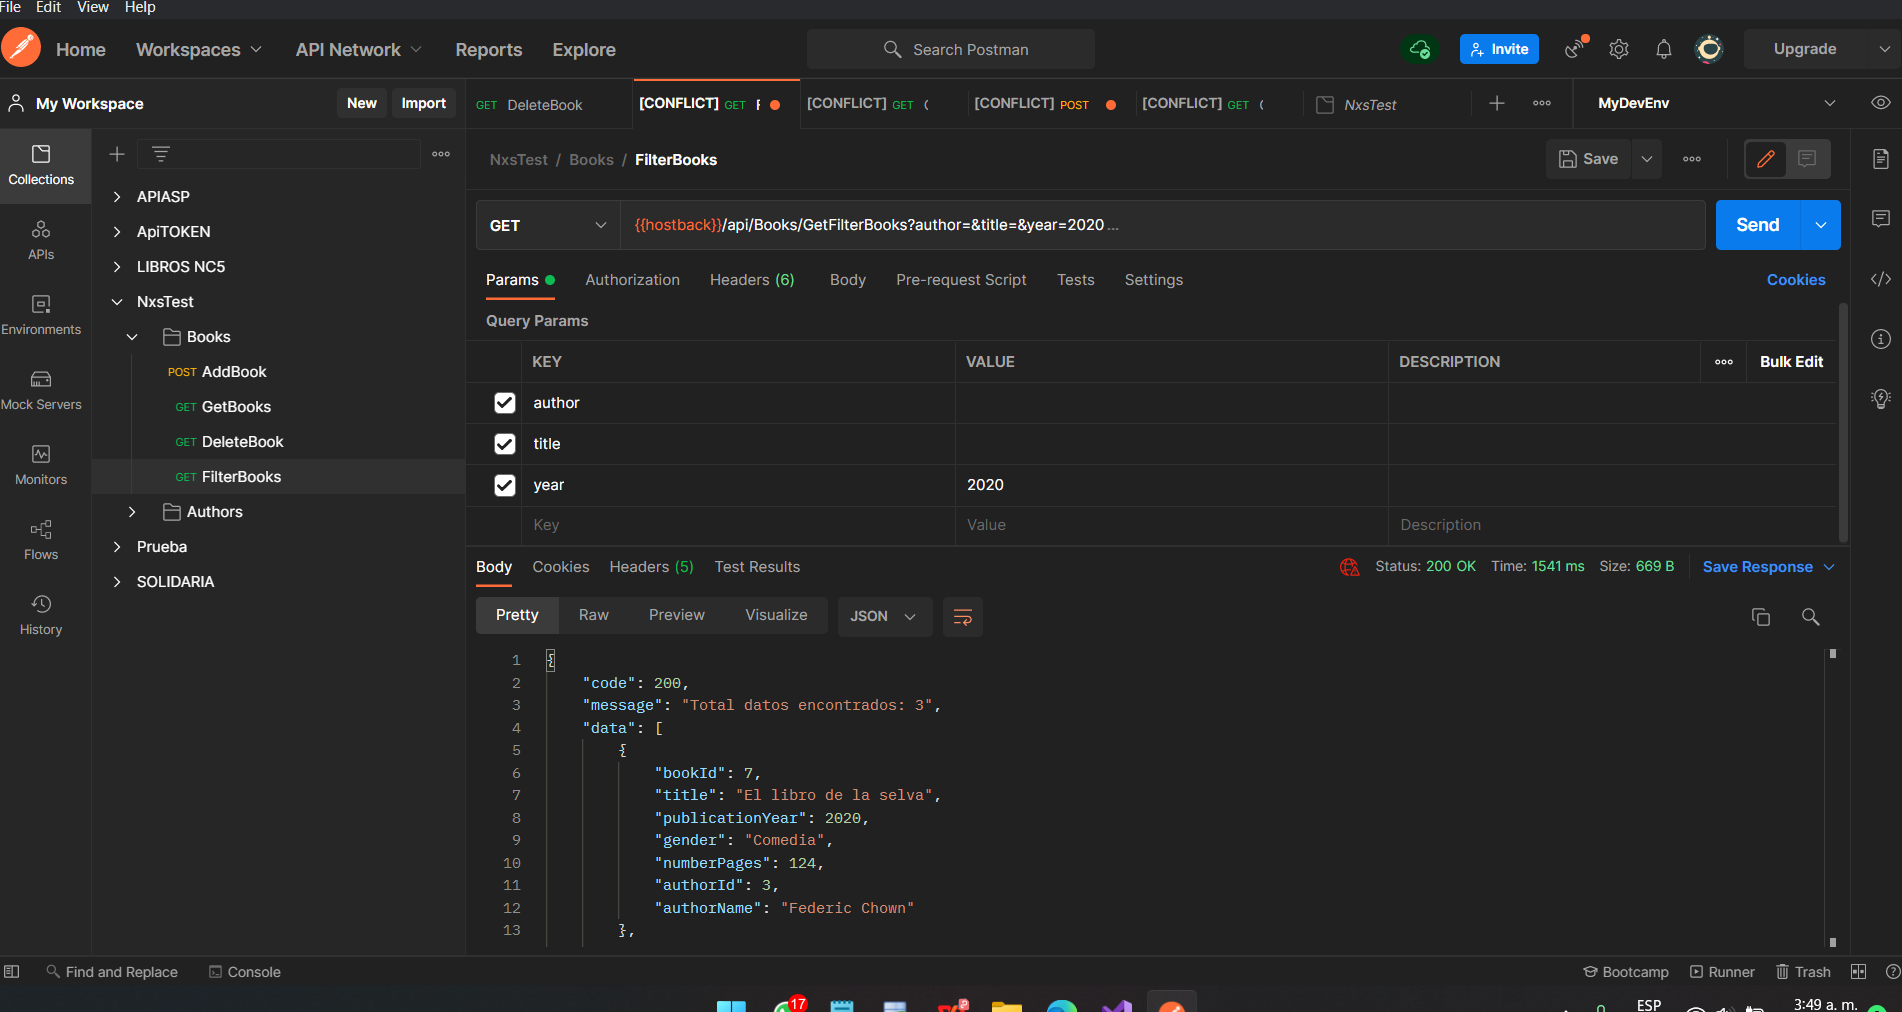 File Edit View Help
Home Workspaces API Network Reports Explore Search Postman Invite Upgrade
My Workspace New Import GET DeleteBook [CONFLICT] GET [CONFLICT] GET [CONFLICT] POST [CONFLICT] GET NxsTest MyDevEnv
NxsTest / Books / FilterBooks Save
Collections
APIs
Environments
Mock Servers
Monitors
Flows
History
APIASP
ApiTOKEN
LIBROS NC5
NxsTest
Books
POST AddBook
GET GetBooks
GET DeleteBook
GET FilterBooks
Authors
Prueba
SOLIDARIA
GET {{hostback}}/api/Books/GetFilterBooks?author=&title=&year=2020 ... Send
Params Authorization Headers (6) Body Pre-request Script Tests Settings Cookies
Query Params
KEY VALUE DESCRIPTION Bulk Edit
author
title
year 2020
Key Value Description
Body Cookies Headers (5) Test Results Status: 200 OK Time: 1541 ms Size: 669 B Save Response
Pretty Raw Preview Visualize JSON
1 {
2 "code": 200,
3 "message": "Total datos encontrados: 3",
4 "data": [
5 {
6 "bookId": 7,
7 "title": "El libro de la selva",
8 "publicationYear": 2020,
9 "gender": "Comedia",
10 "numberPages": 124,
11 "authorId": 3,
12 "authorName": "Federic Chown"
13 },
Find and Replace Console Bootcamp Runner Trash
17 ESP 3:49 a. m.